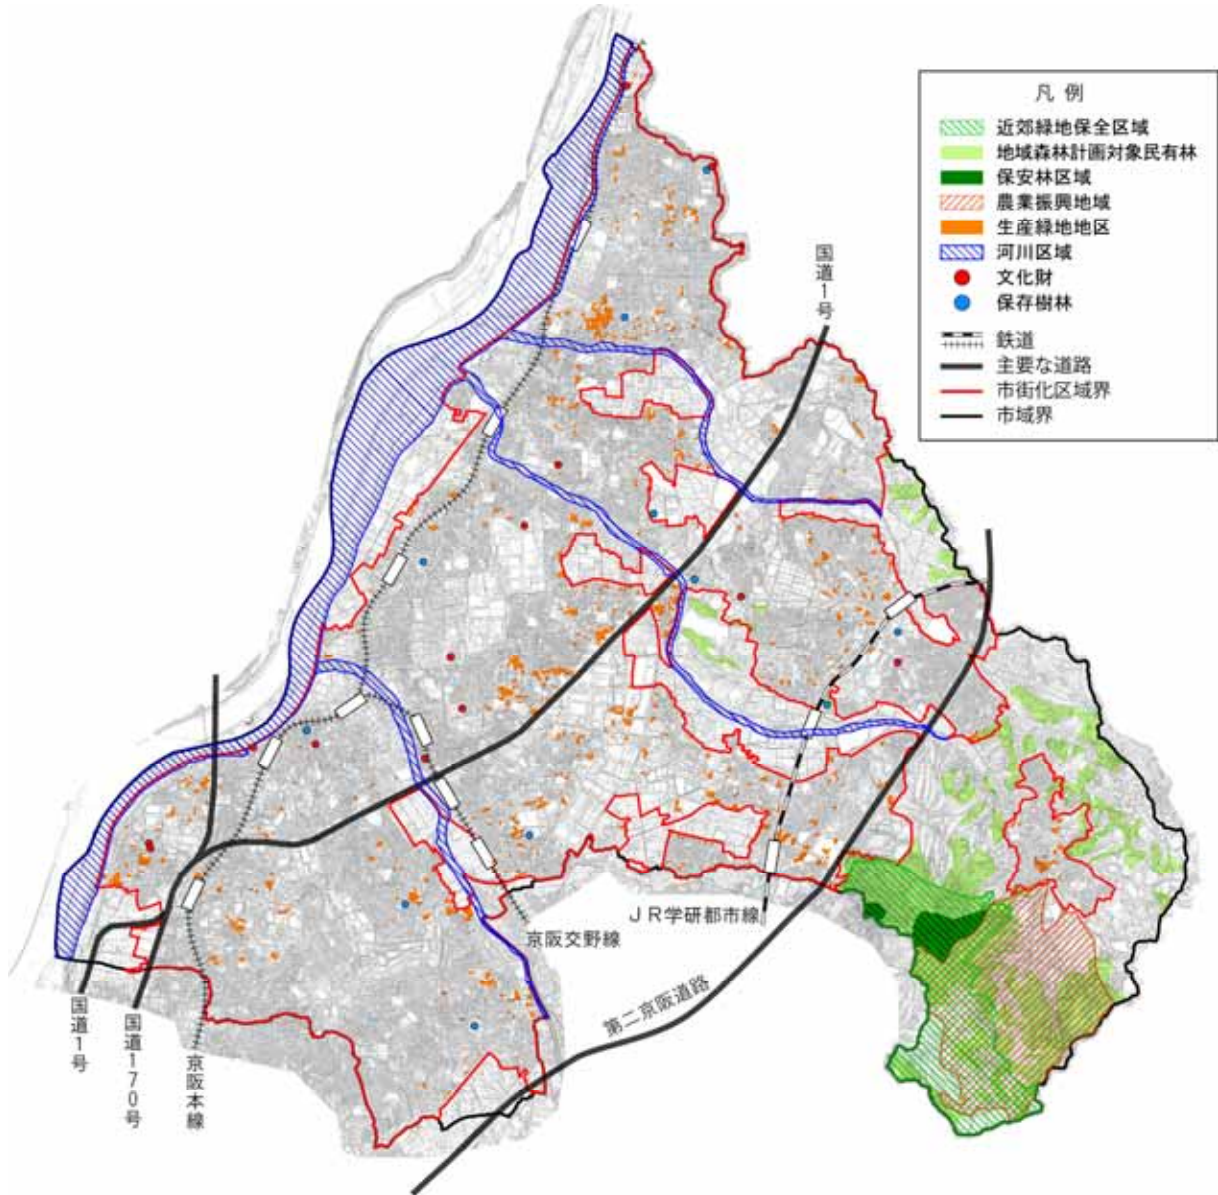 凡例
近郊緑地保全区域
地域森林計画対象民有林
保安林区域
農業振興地域
生産緑地地区
河川区域
文化財
保存樹林
鉄道
主要な道路
市街化区域界
市域界
国道1号
JR学研都市線
京阪交野線
第二京阪道路
国道1号
国道170号
京阪本線